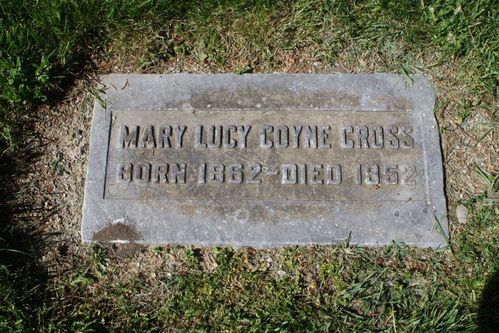 MARY LUCY COYNE CROSS
BORN 1862-DIED 1952